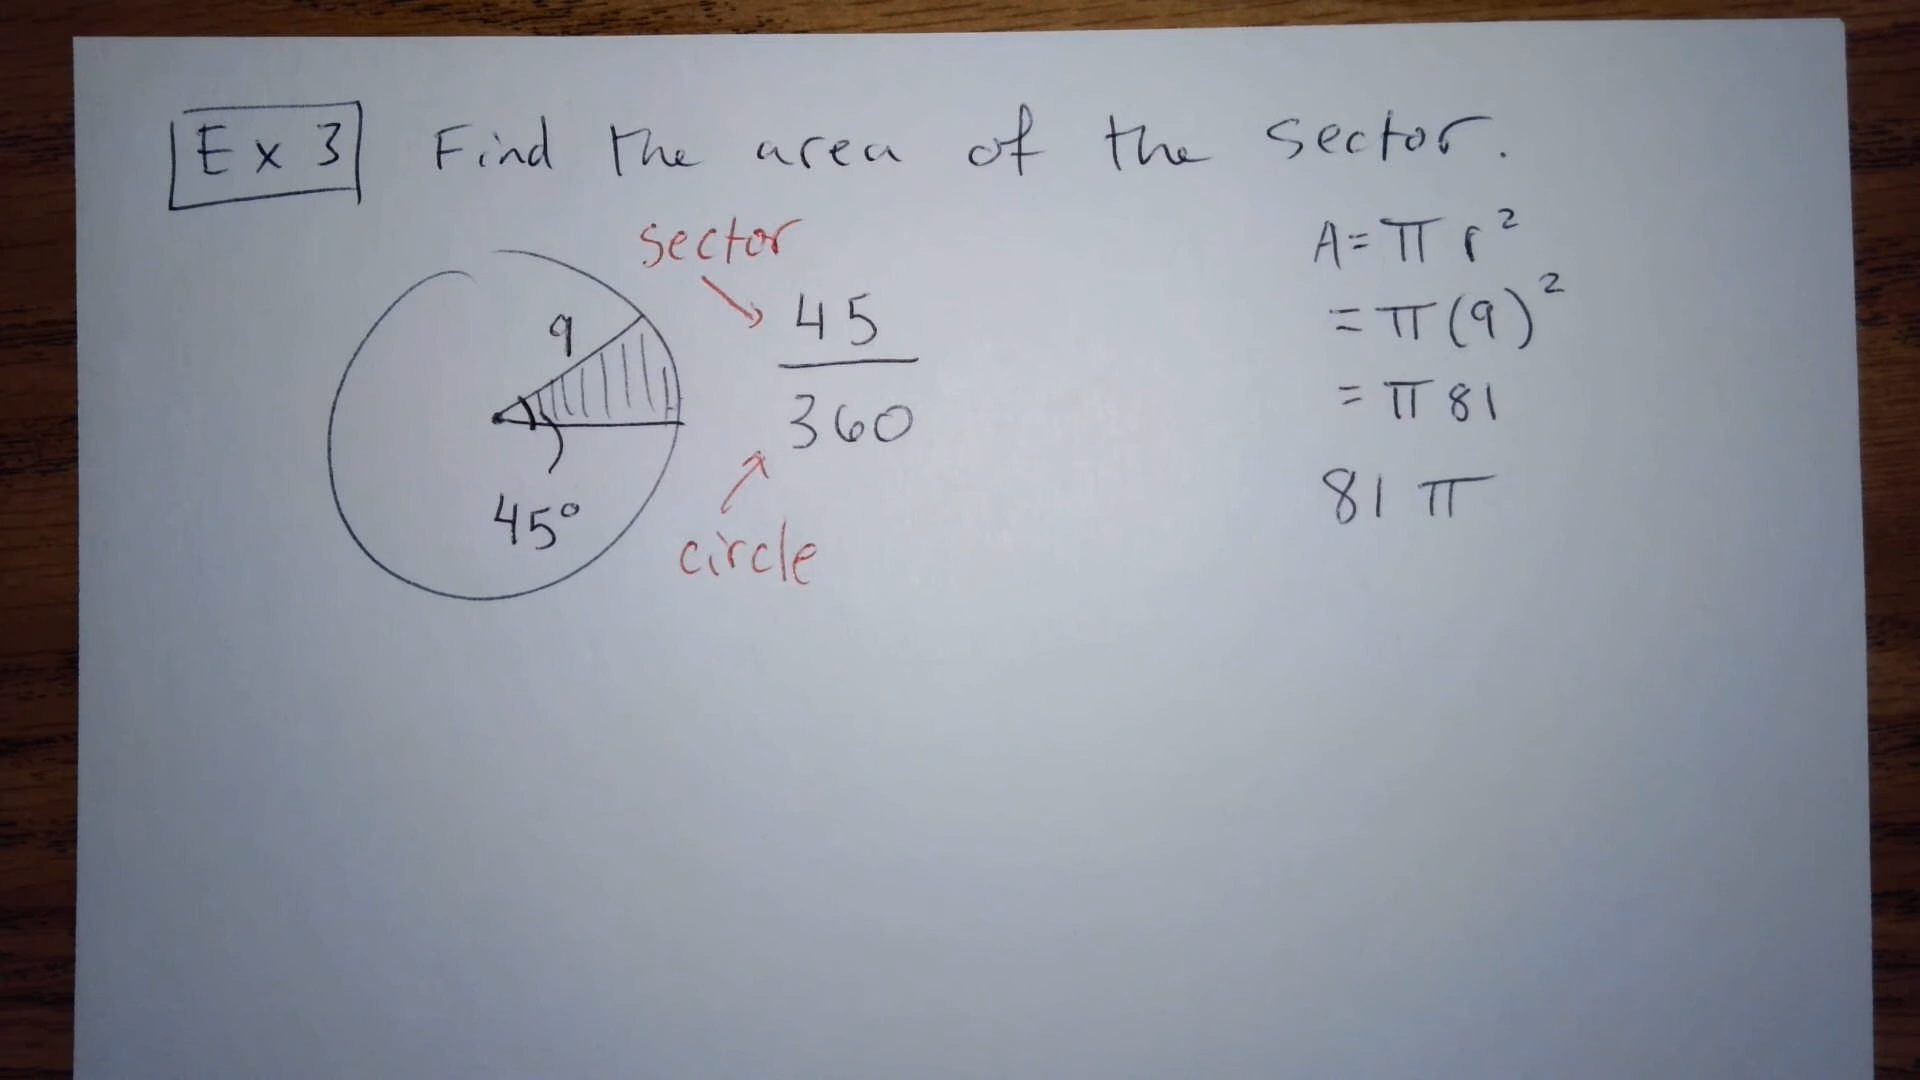 Ex 3 Find the area of the sector.
sector
9
45
360
45°
circle
A = π r²
= π (9)²
= π 81
81 π